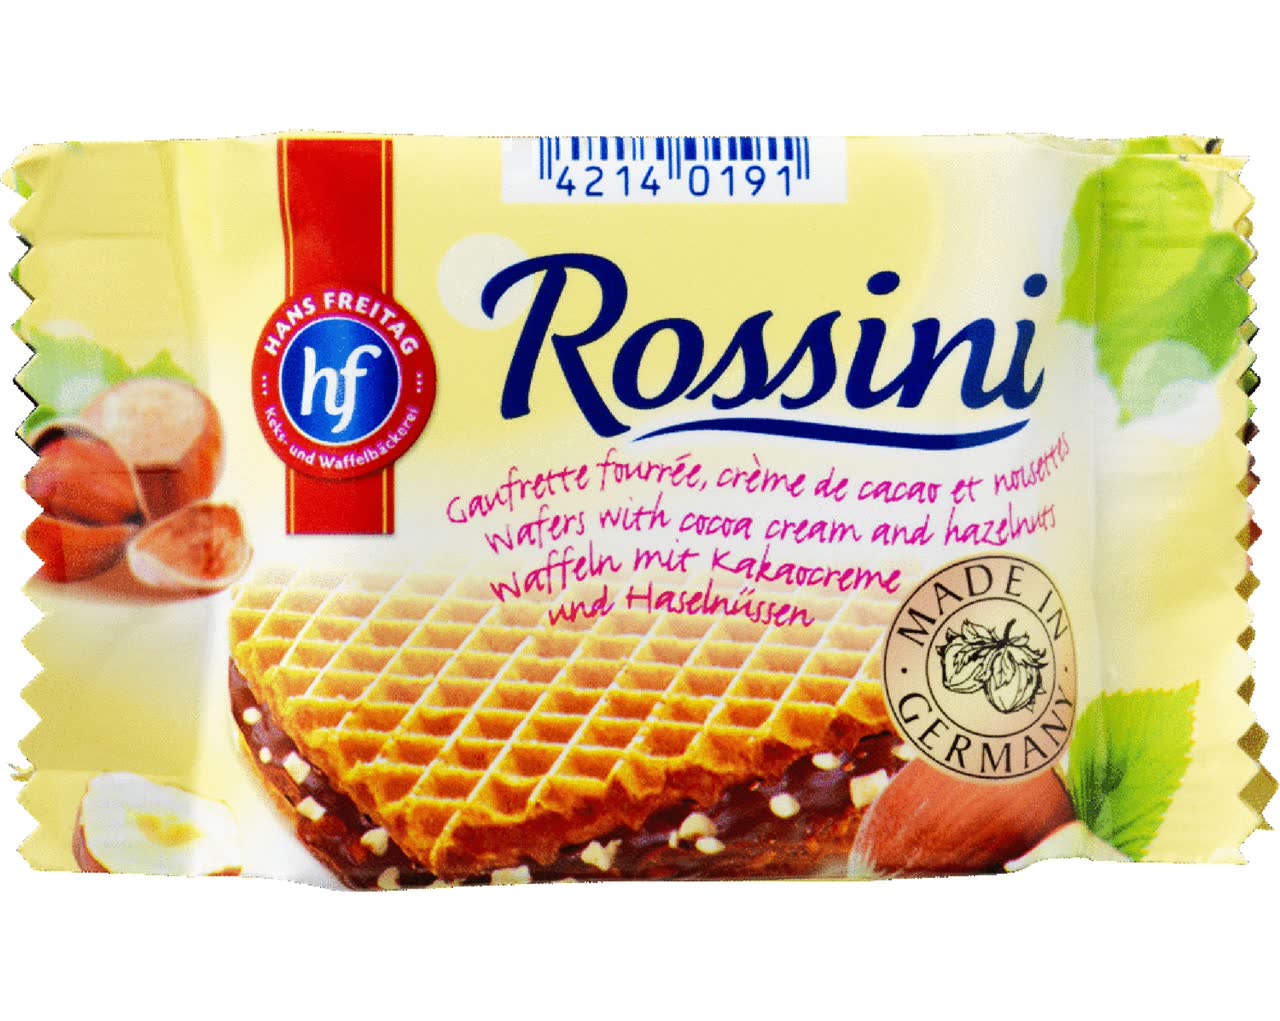 4214 0191
HANS FREITAG
hf
Keks- und Waffelbäckerei
Rossini
Gaufrette fourrée, crème de cacao et noisettes
Wafers with cocoa cream and hazelnuts
Waffeln mit Kakaocreme
und Haselnüssen
MADE IN
GERMANY